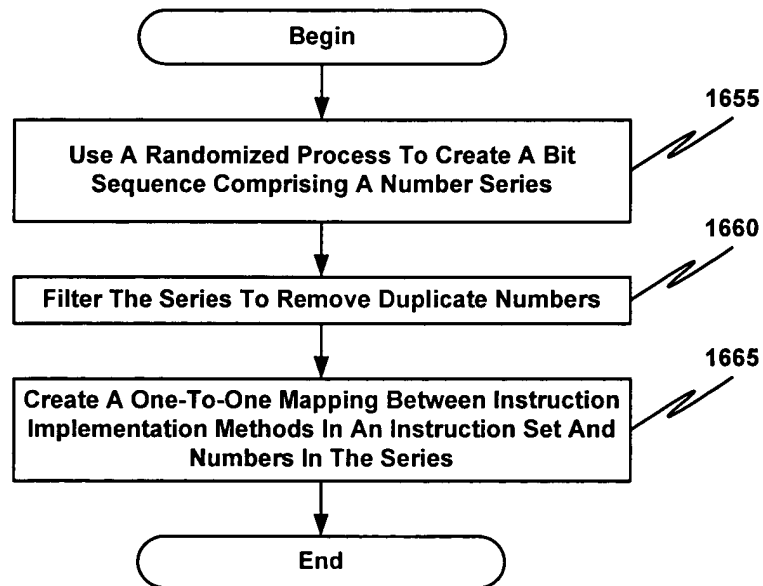 Begin
1655
Use A Randomized Process To Create A Bit
Sequence Comprising A Number Series
1660
Filter The Series To Remove Duplicate Numbers
1665
Create A One-To-One Mapping Between Instruction
Implementation Methods In An Instruction Set And
Numbers In The Series
End